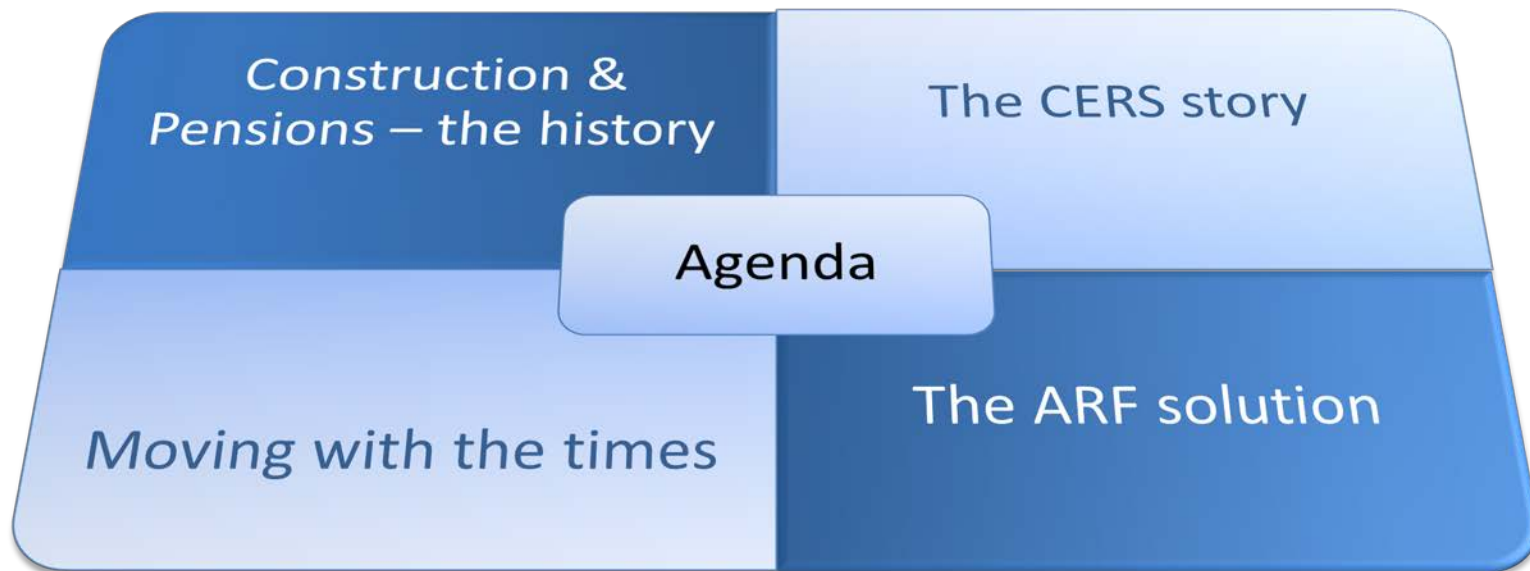 Construction &
Pensions – the history
The CERS story
Agenda
Moving with the times
The ARF solution